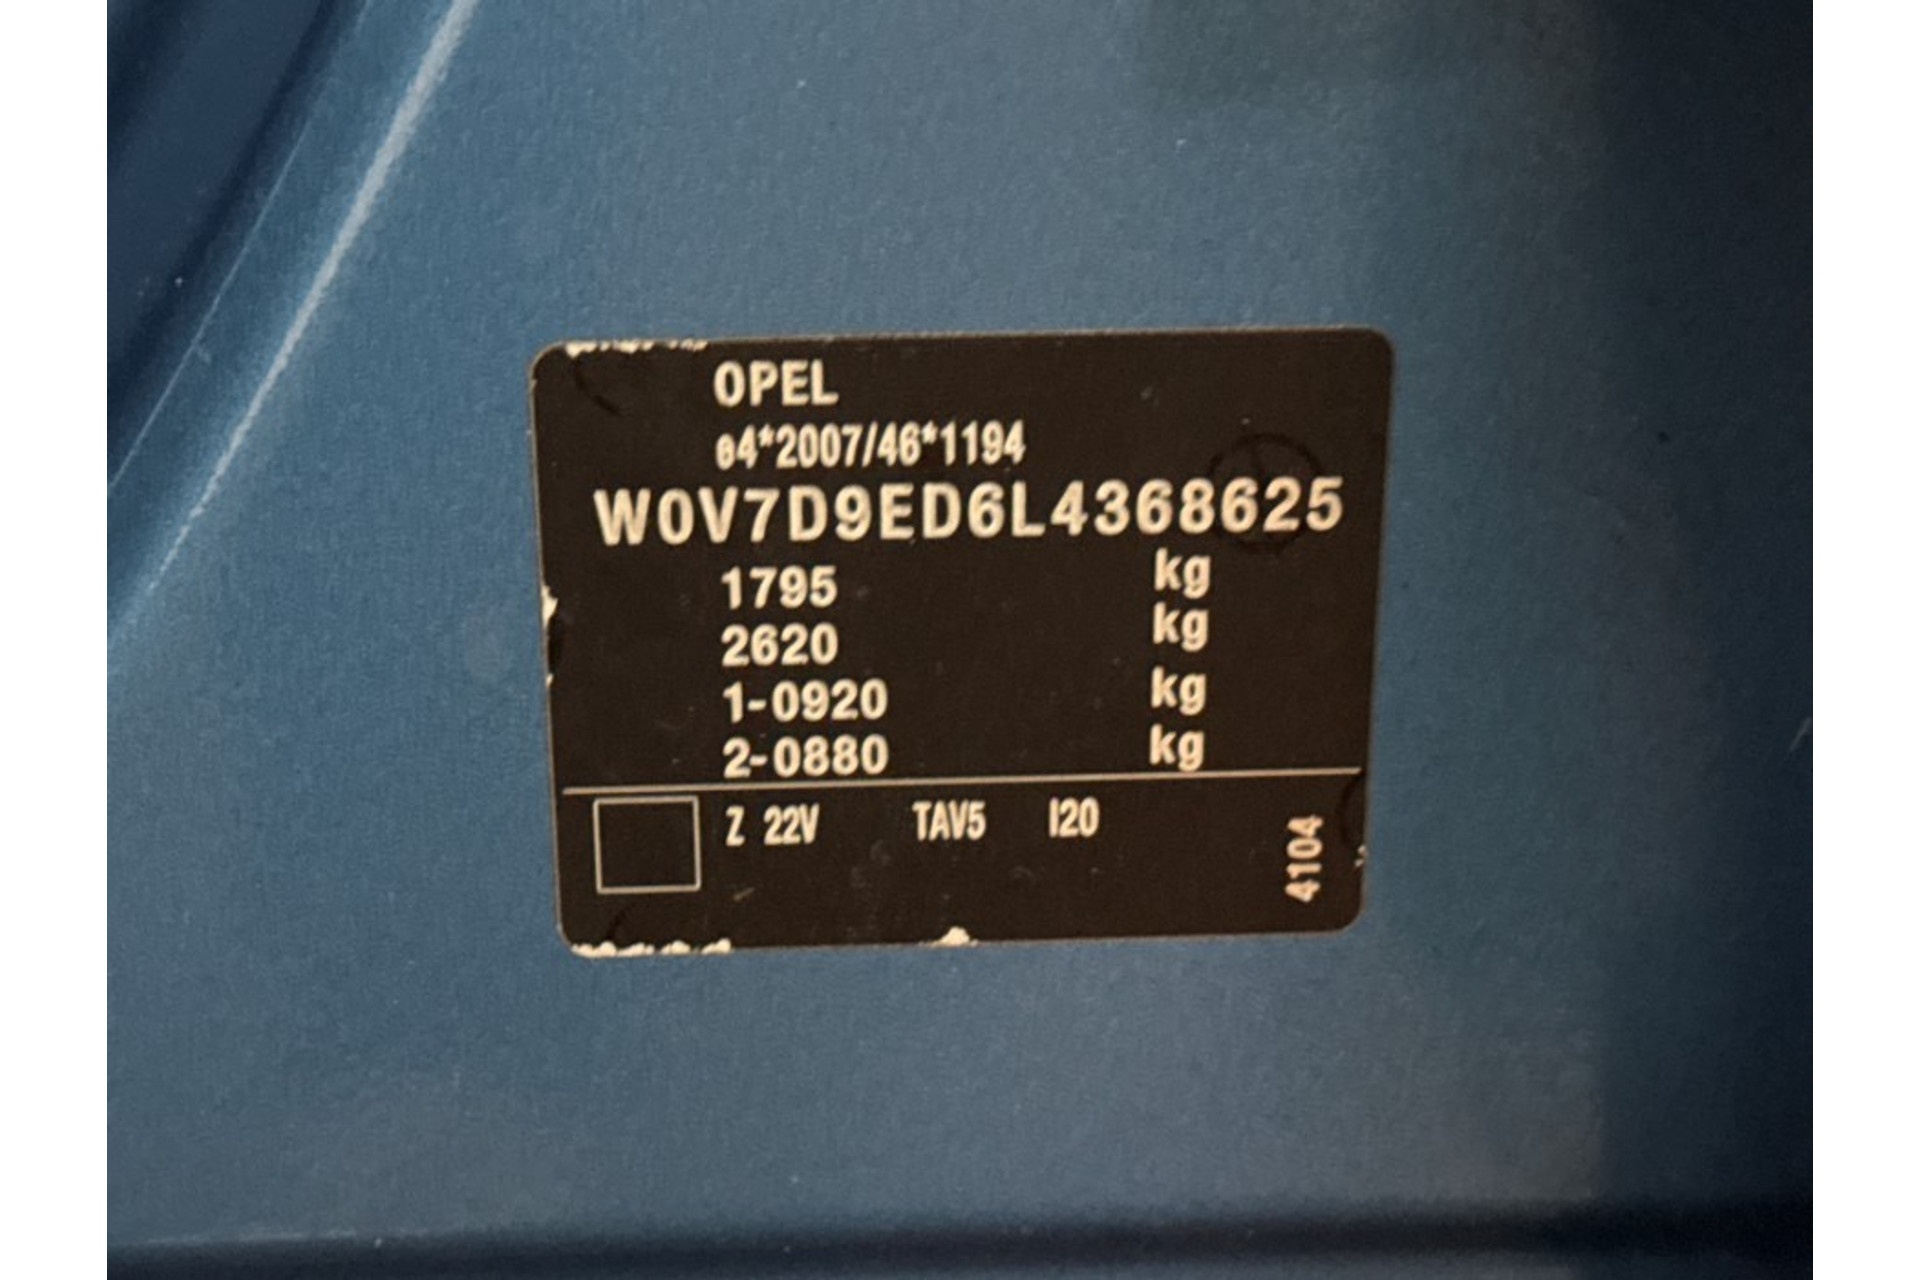 OPEL
e4*2007/46*1194
W0V7D9ED6L4368625
1795 kg
2620 kg
1-0920 kg
2-0880 kg
Z 22V TAV5 I20
4104